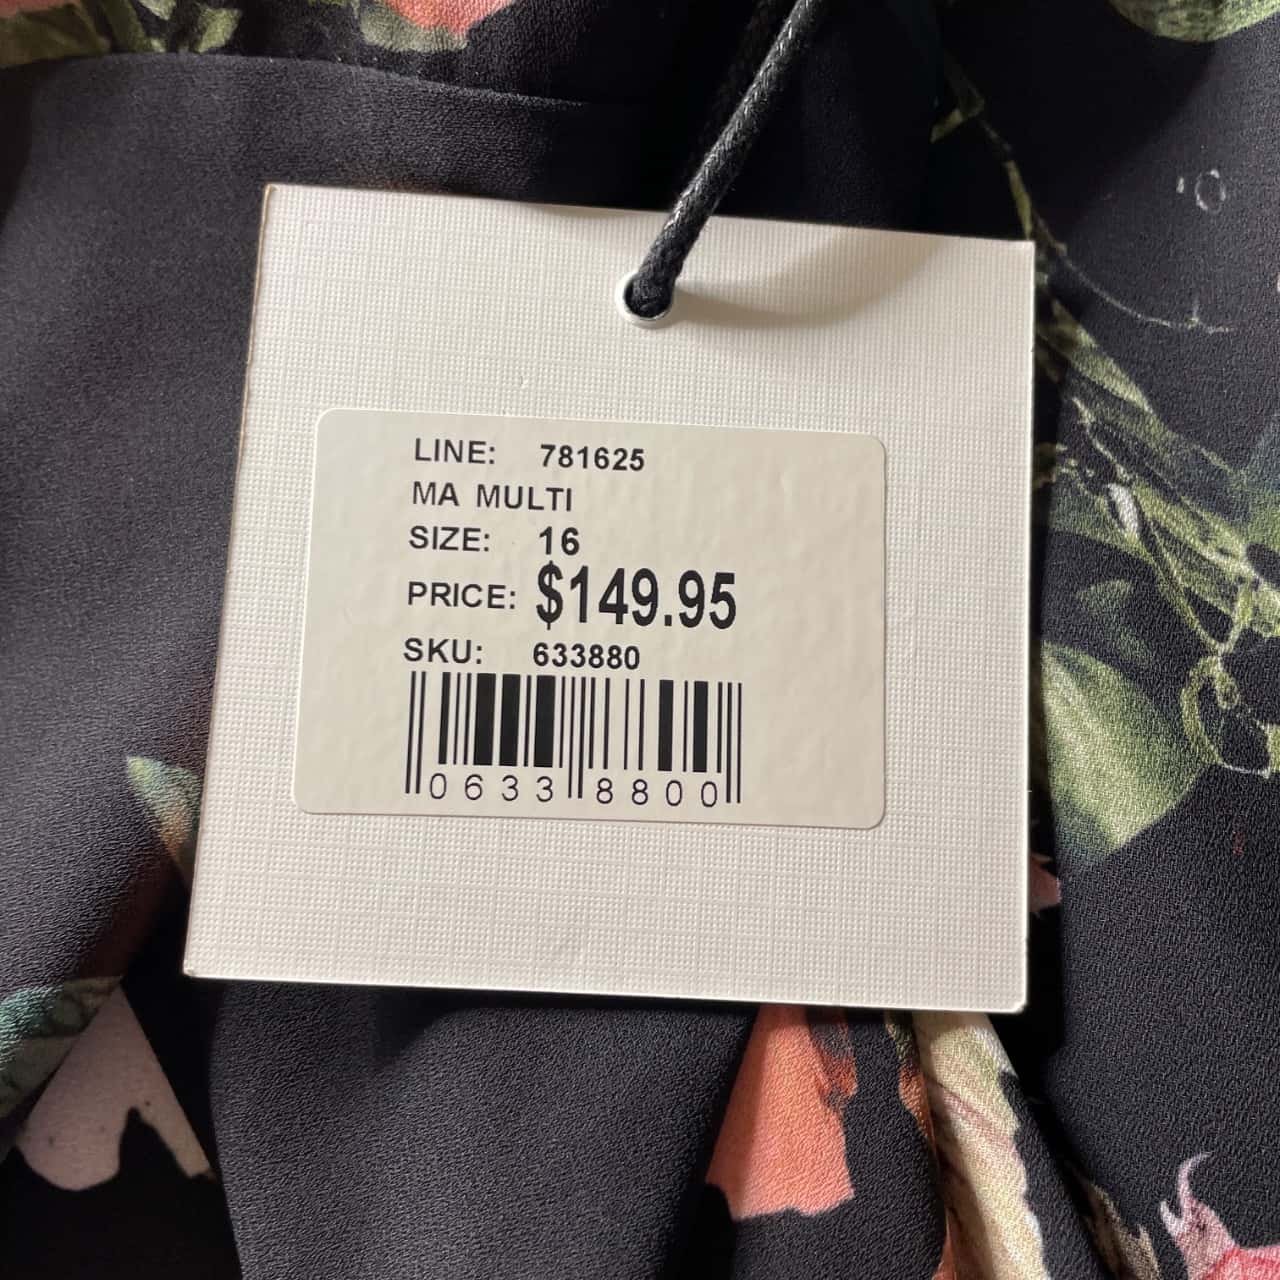 LINE: 781625
MA MULTI
SIZE: 16
PRICE: $149.95
SKU: 633880
0633 8800